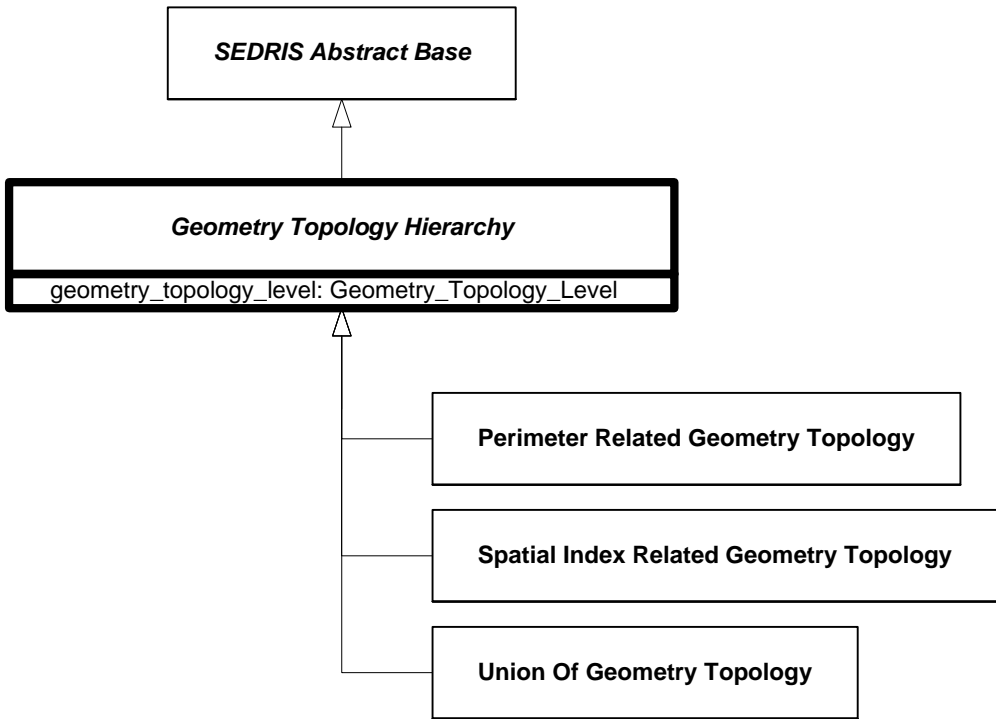 SEDRIS Abstract Base
Geometry Topology Hierarchy
geometry_topology_level: Geometry_Topology_Level
Perimeter Related Geometry Topology
Spatial Index Related Geometry Topology
Union Of Geometry Topology